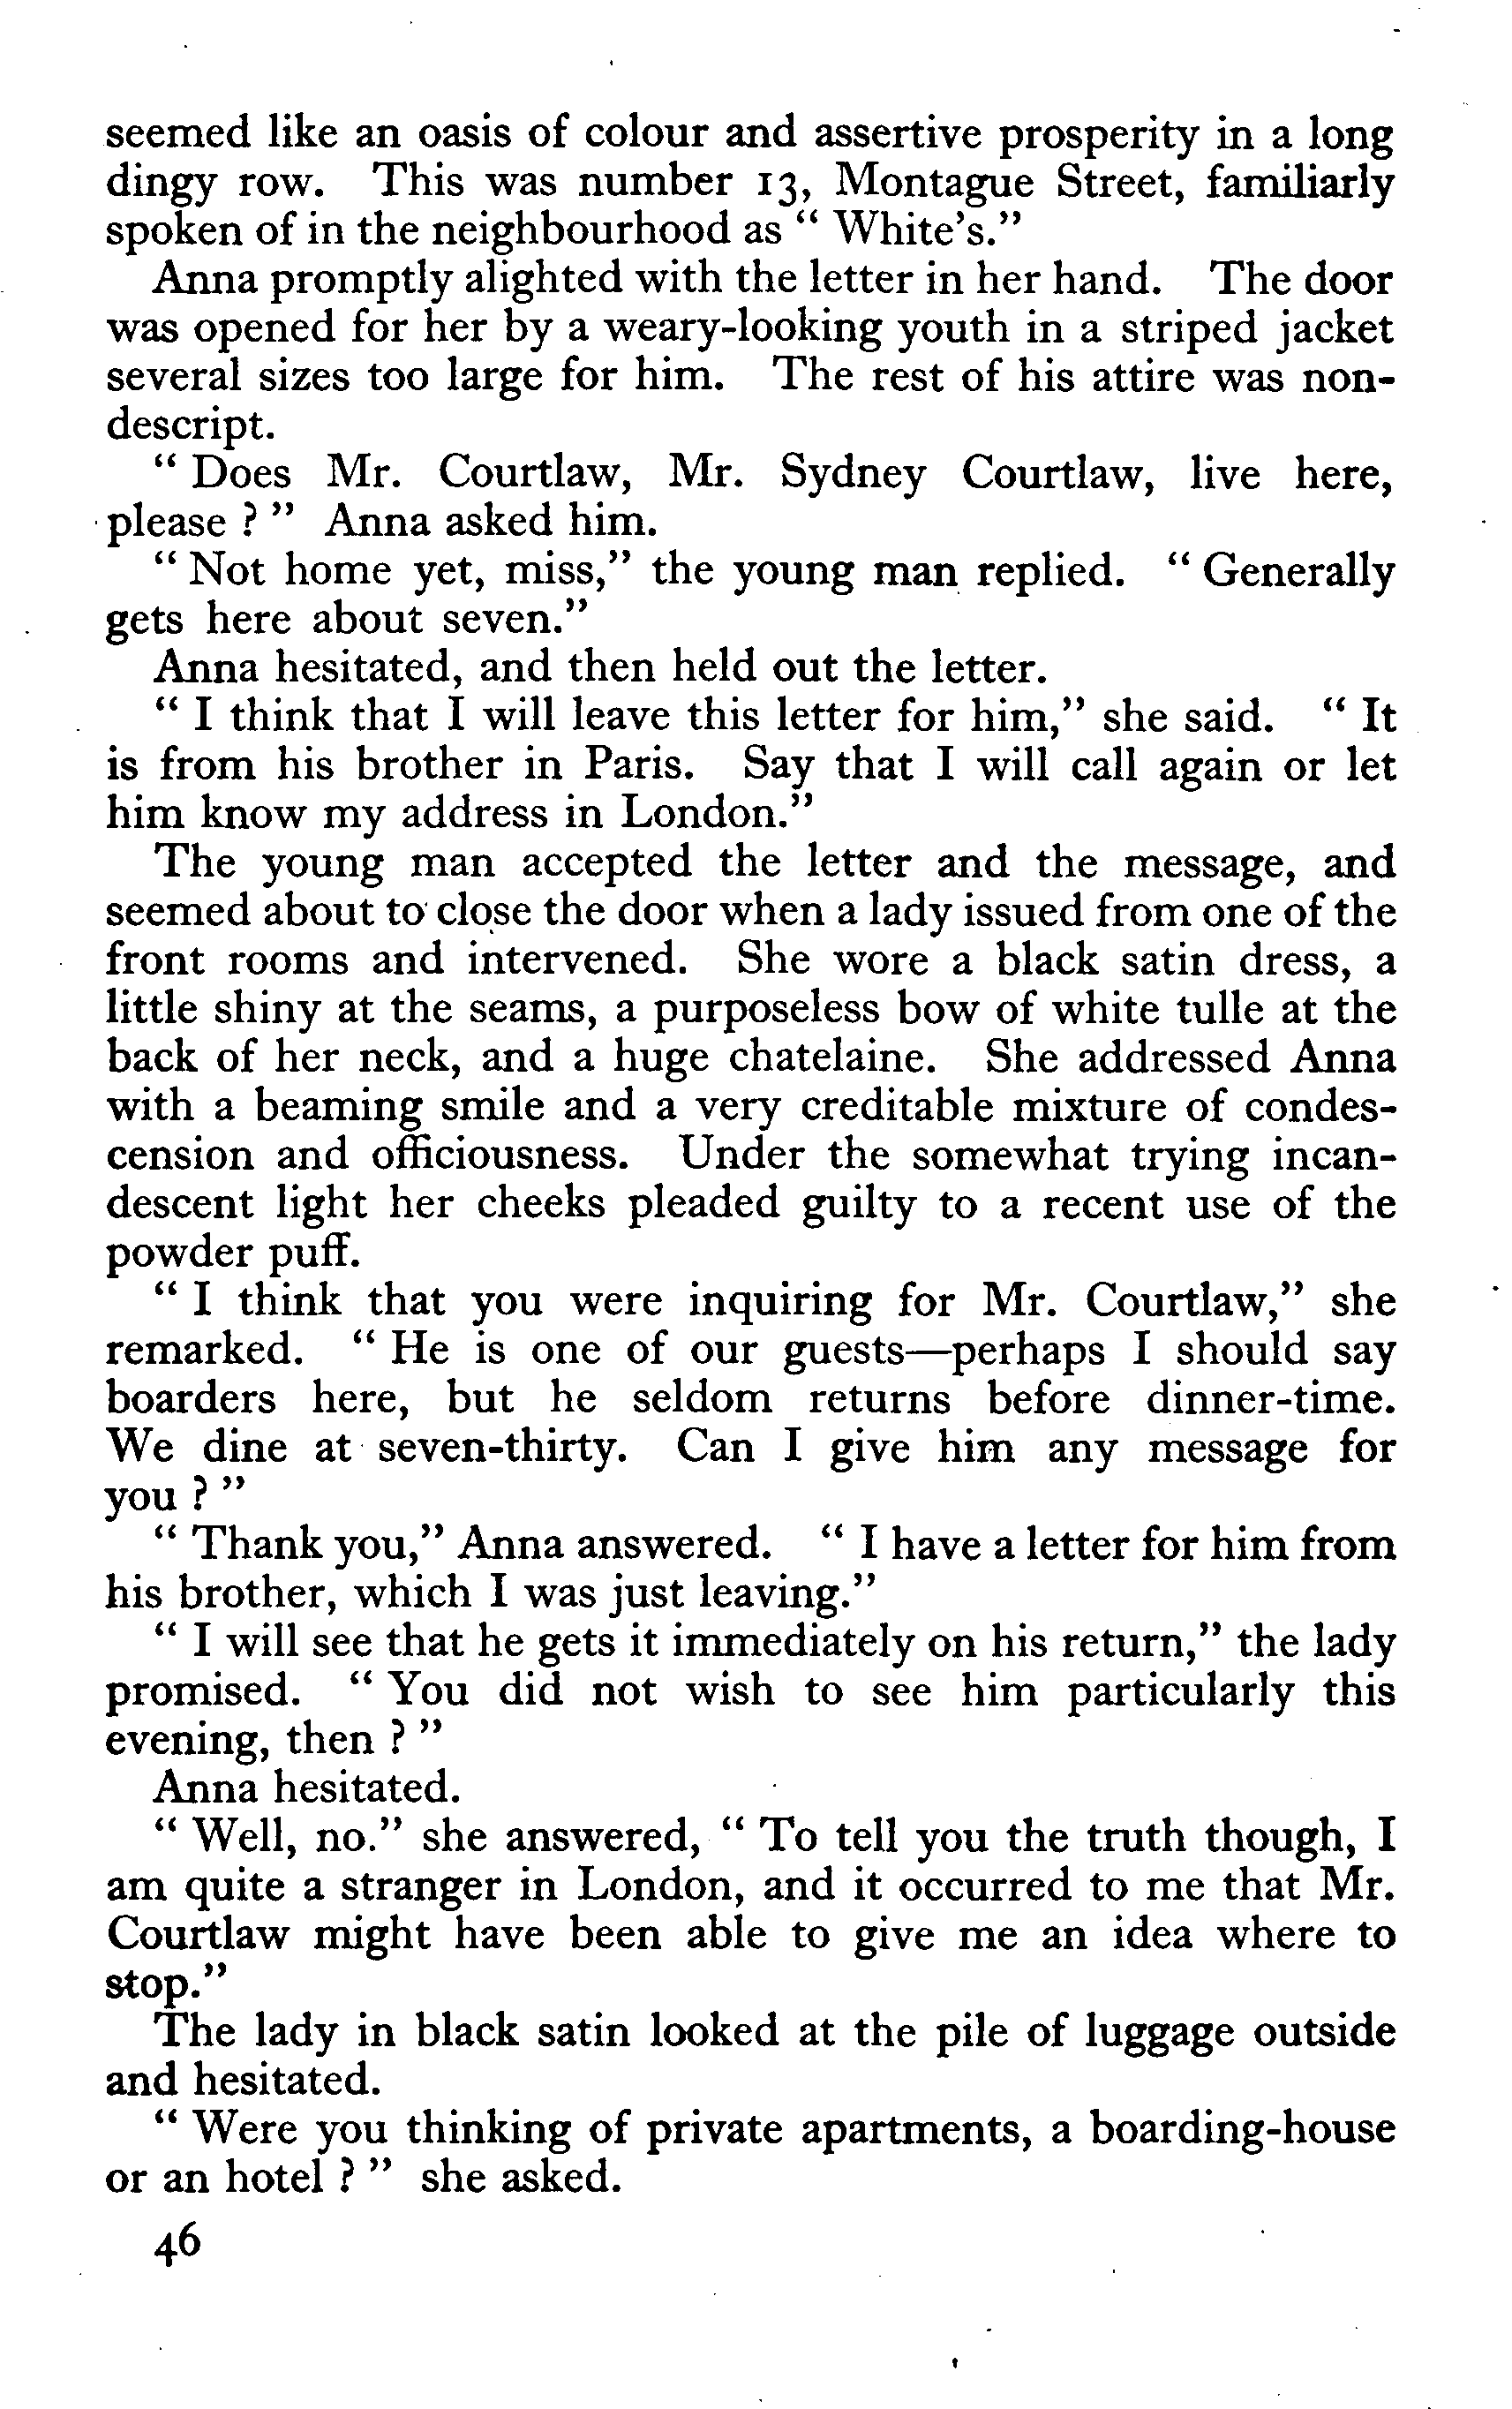 seemed like an oasis of colour and assertive prosperity in a long
dingy row. This was number 13, Montague Street, familiarly
spoken of in the neighbourhood as “ White's.”
Anna promptly alighted with the letter in her hand. The door
was opened for her by a weary-looking youth in a striped jacket
several sizes too large for him. The rest of his attire was non-
descript.
“ Does Mr. Courtlaw, Mr. Sydney Courtlaw, live here,
please ? ” Anna asked him.
“ Not home yet, miss,” the young man replied. “ Generally
gets here about seven.”
Anna hesitated, and then held out the letter.
“ I think that I will leave this letter for him,” she said. “ It
is from his brother in Paris. Say that I will call again or let
him know my address in London.”
The young man accepted the letter and the message, and
seemed about to close the door when a lady issued from one of the
front rooms and intervened. She wore a black satin dress, a
little shiny at the seams, a purposeless bow of white tulle at the
back of her neck, and a huge chatelaine. She addressed Anna
with a beaming smile and a very creditable mixture of condes-
cension and officiousness. Under the somewhat trying incan-
descent light her cheeks pleaded guilty to a recent use of the
powder puff.
“ I think that you were inquiring for Mr. Courtlaw,” she
remarked. “ He is one of our guests—perhaps I should say
boarders here, but he seldom returns before dinner-time.
We dine at seven-thirty. Can I give him any message for
you ? ”
“ Thank you,” Anna answered. “ I have a letter for him from
his brother, which I was just leaving.”
“ I will see that he gets it immediately on his return,” the lady
promised. “ You did not wish to see him particularly this
evening, then ? ”
Anna hesitated.
“ Well, no.” she answered, “ To tell you the truth though, I
am quite a stranger in London, and it occurred to me that Mr.
Courtlaw might have been able to give me an idea where to
stop.”
The lady in black satin looked at the pile of luggage outside
and hesitated.
“ Were you thinking of private apartments, a boarding-house
or an hotel ? ” she asked.
46